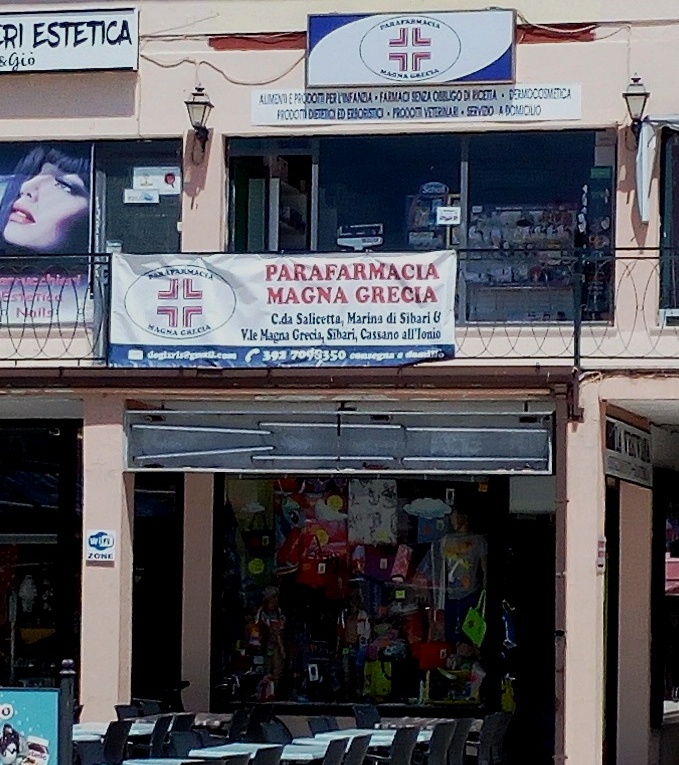 ERI ESTETICA
&Giò
PARAFARMACIA
MAGNA GRECIA
ALIMENTI E PRODOTTI PER L'INFANZIA • FARMACI SENZA OBBLIGO DI RICETTA • DERMOCOSMETICA
PRODOTTI DIETETICI ED ERBORISTICI • PRODOTTI VETERINARI • SERVIZIO A DOMICILIO
Estetica
Nails
PARAFARMACIA
MAGNA GRECIA
PARAFARMACIA
MAGNA GRECIA
C.da Salicetta, Marina di Sibari &
V.le Magna Grecia, Sibari, Cassano all'Ionio
consegna a domicilio
WiFi
ZONE